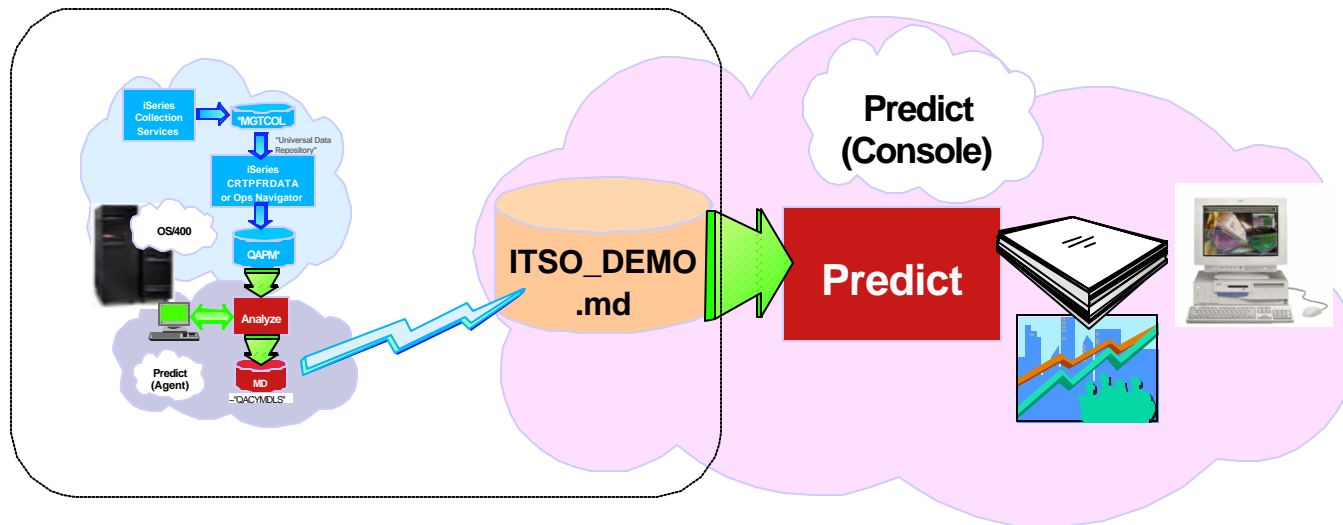 iSeries
Collection
Services
*MGTCOL
"Universal Data
Repository"
iSeries
CRTPFRDATA
or Ops Navigator
OS/400
QAPM*
Analyze
Predict
(Agent)
MD
~"QACYMDLS"
ITSO_DEMO
.md
Predict
(Console)
Predict